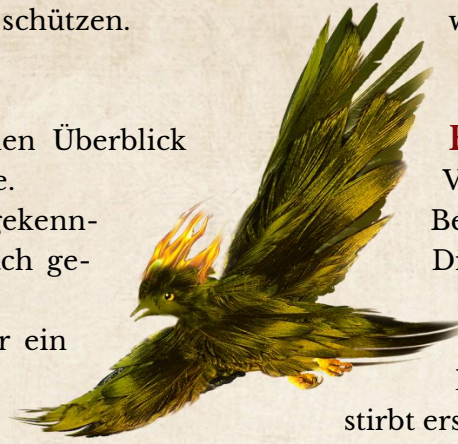 schützen.
en Überblick
e.
gekenn-
ch ge-
r ein
V
Be
D
stirbt ers